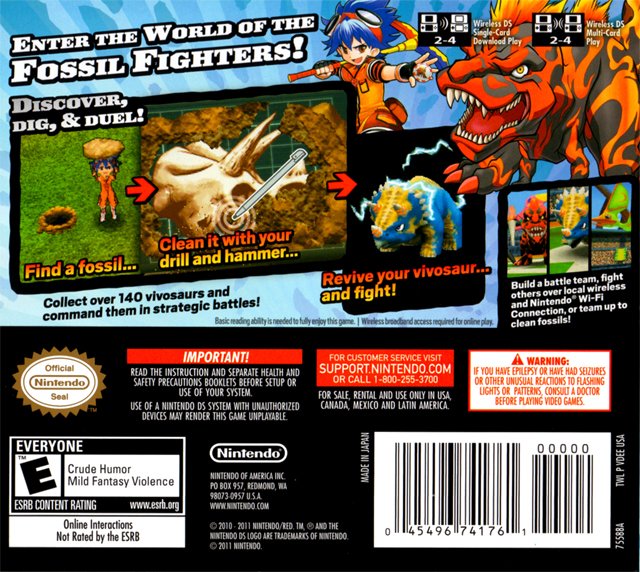 ENTER THE WORLD OF THE
FOSSIL FIGHTERS!
2-4
Wireless DS
Single-Card
Download Play
2-4
Wireless DS
Multi-Card
Play
DISCOVER,
DIG, & DUEL!
Find a fossil...
Clean it with your
drill and hammer...
Revive your vivosaur...
and fight!
Collect over 140 vivosaurs and
command them in strategic battles!
Build a battle team, fight
others over local wireless
and Nintendo® Wi-Fi
Connection, or team up to
clean fossils!
Basic reading ability is needed to fully enjoy this game. | Wireless broadband access required for online play.
Official
Nintendo
Seal
TM
IMPORTANT!
READ THE INSTRUCTION AND SEPARATE HEALTH AND
SAFETY PRECAUTIONS BOOKLETS BEFORE SETUP OR
USE OF YOUR SYSTEM.
USE OF A NINTENDO DS SYSTEM WITH UNAUTHORIZED
DEVICES MAY RENDER THIS GAME UNPLAYABLE.
FOR CUSTOMER SERVICE VISIT
SUPPORT.NINTENDO.COM
OR CALL 1-800-255-3700
FOR SALE, RENTAL AND USE ONLY IN USA,
CANADA, MEXICO AND LATIN AMERICA.
WARNING:
IF YOU HAVE EPILEPSY OR HAVE HAD SEIZURES
OR OTHER UNUSUAL REACTIONS TO FLASHING
LIGHTS OR PATTERNS, CONSULT A DOCTOR
BEFORE PLAYING VIDEO GAMES.
EVERYONE
TM
E
Crude Humor
Mild Fantasy Violence
ESRB CONTENT RATING
www.esrb.org
Online Interactions
Not Rated by the ESRB
Nintendo®
NINTENDO OF AMERICA INC.
PO BOX 957, REDMOND, WA
98073-0957 U.S.A.
www.nintendo.com
© 2010 - 2011 NINTENDO/RED. TM, ® AND THE
NINTENDO DS LOGO ARE TRADEMARKS OF NINTENDO.
© 2011 NINTENDO.
MADE IN JAPAN
00000
0 45496 74176 1
TWL P VDEE USA
75588A